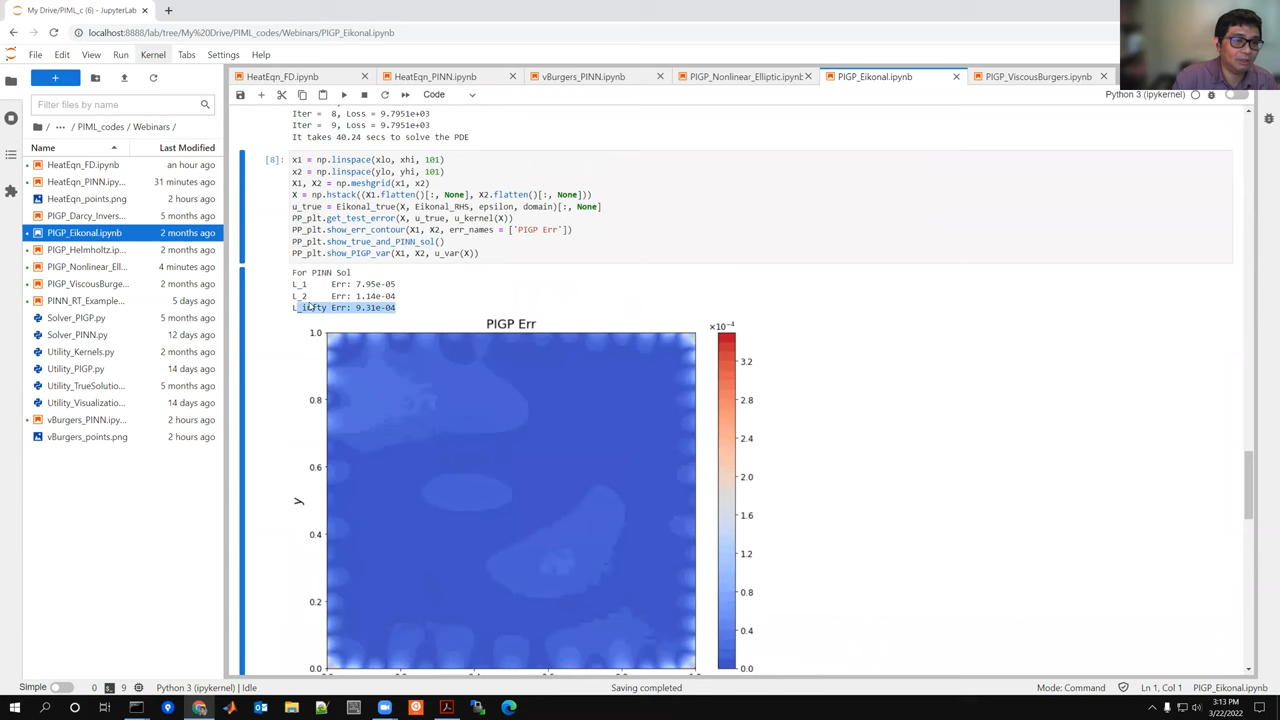 My Drive/PIML_c (6) - JupyterLab
localhost:8888/lab/tree/My%20Drive/PIML_codes/Webinars/PIGP_Eikonal.ipynb
File Edit View Run Kernel Tabs Settings Help
HeatEqn_FD.ipynb HeatEqn_PINN.ipynb vBurgers_PINN.ipynb PIGP_Nonlinear_Elliptic.ipynb PIGP_Eikonal.ipynb PIGP_ViscousBurgers.ipynb
Code
Python 3 (ipykernel)
Filter files by name
/ ··· / PIML_codes / Webinars /
Name Last Modified
HeatEqn_FD.ipynb an hour ago
HeatEqn_PINN.ipy... 31 minutes ago
HeatEqn_points.png 2 hours ago
PIGP_Darcy_Invers... 5 months ago
PIGP_Eikonal.ipynb 2 months ago
PIGP_Helmholtz.ip... 2 months ago
PIGP_Nonlinear_Ell... 4 minutes ago
PIGP_ViscousBurge... 2 months ago
PINN_RT_Example... 5 days ago
Solver_PIGP.py 5 months ago
Solver_PINN.py 12 days ago
Utility_Kernels.py 2 months ago
Utility_PIGP.py 14 days ago
Utility_TrueSolutio... 5 months ago
Utility_Visualizatio... 14 days ago
vBurgers_PINN.ipy... 2 hours ago
vBurgers_points.png 2 hours ago
Iter = 8, Loss = 9.7951e+03
Iter = 9, Loss = 9.7951e+03
It takes 40.24 secs to solve the PDE
[8]: x1 = np.linspace(xlo, xhi, 101)
x2 = np.linspace(ylo, yhi, 101)
X1, X2 = np.meshgrid(x1, x2)
X = np.hstack((X1.flatten()[:, None], X2.flatten()[:, None]))
u_true = Eikonal_true(X, Eikonal_RHS, epsilon, domain)[:, None]
PP_plt.get_test_error(X, u_true, u_kernel(X))
PP_plt.show_err_contour(X1, X2, err_names = ['PIGP Err'])
PP_plt.show_true_and_PINN_sol()
PP_plt.show_PIGP_var(X1, X2, u_var(X))
For PINN Sol
L_1 Err: 7.95e-05
L_2 Err: 1.14e-04
L_infty Err: 9.31e-04
PIGP Err
×10⁻⁴
1.0
0.8
0.6
0.4
0.2
0.0
y
3.2
2.8
2.4
2.0
1.6
1.2
0.8
0.4
0.0
Simple 0 9 Python 3 (ipykernel) | Idle Saving completed Mode: Command Ln 1, Col 1 PIGP_Eikonal.ipynb
3:13 PM
3/22/2022